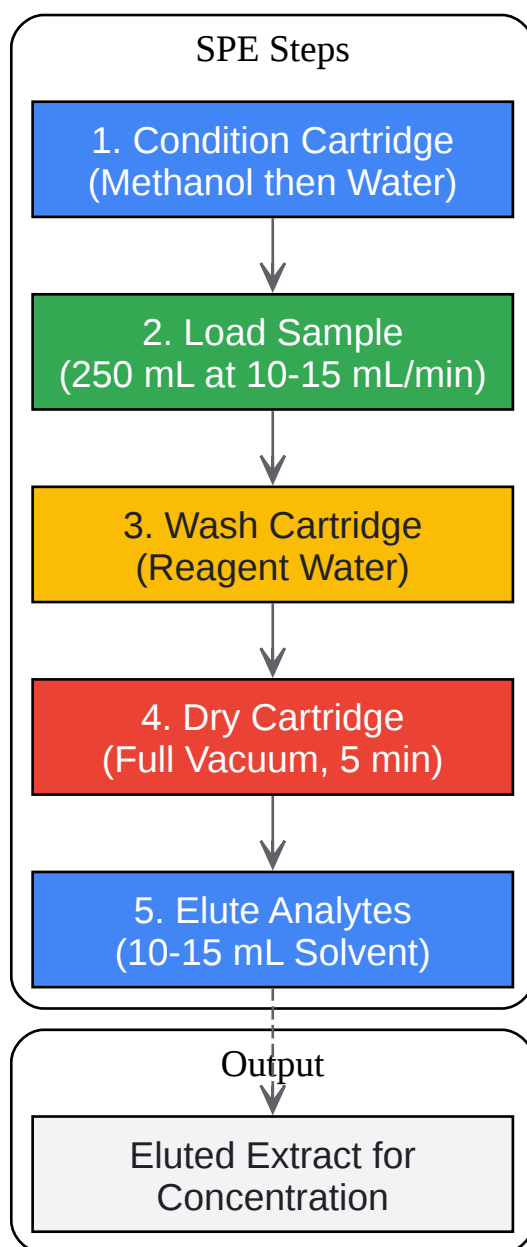 SPE Steps
1. Condition Cartridge
(Methanol then Water)
2. Load Sample
(250 mL at 10-15 mL/min)
3. Wash Cartridge
(Reagent Water)
4. Dry Cartridge
(Full Vacuum, 5 min)
5. Elute Analytes
(10-15 mL Solvent)
Output
Eluted Extract for
Concentration